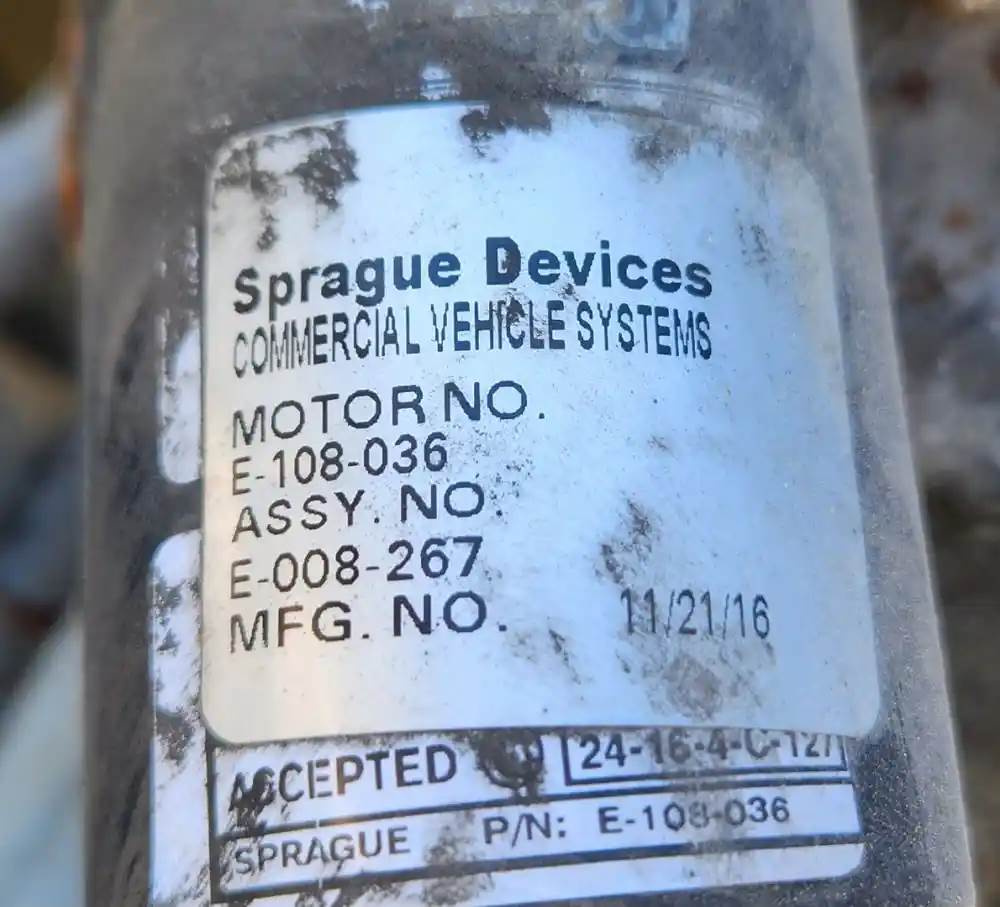 Sprague Devices
COMMERCIAL VEHICLE SYSTEMS
MOTOR NO.
E-108-036
ASSY. NO.
E-008-267
MFG. NO. 11/21/16
ACCEPTED 24-16-4-C-127
SPRAGUE P/N: E-108-036